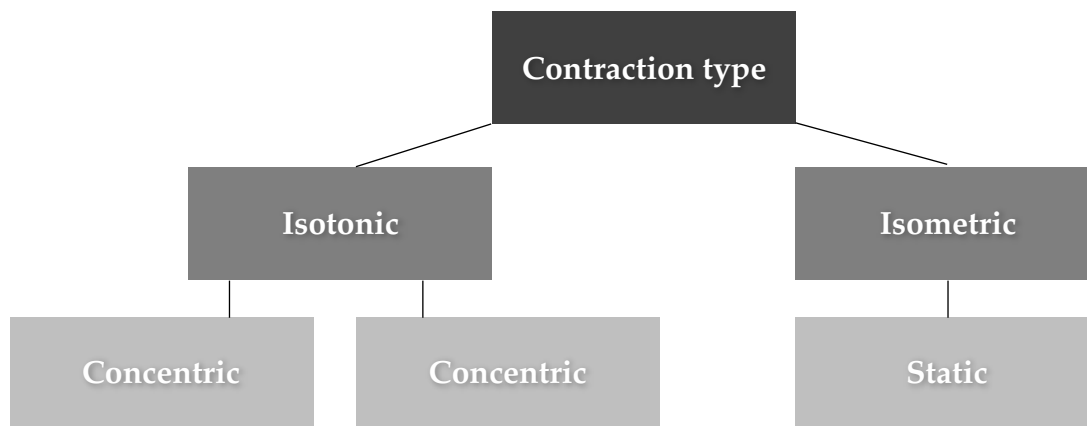 Contraction type
Isotonic
Isometric
Concentric
Concentric
Static